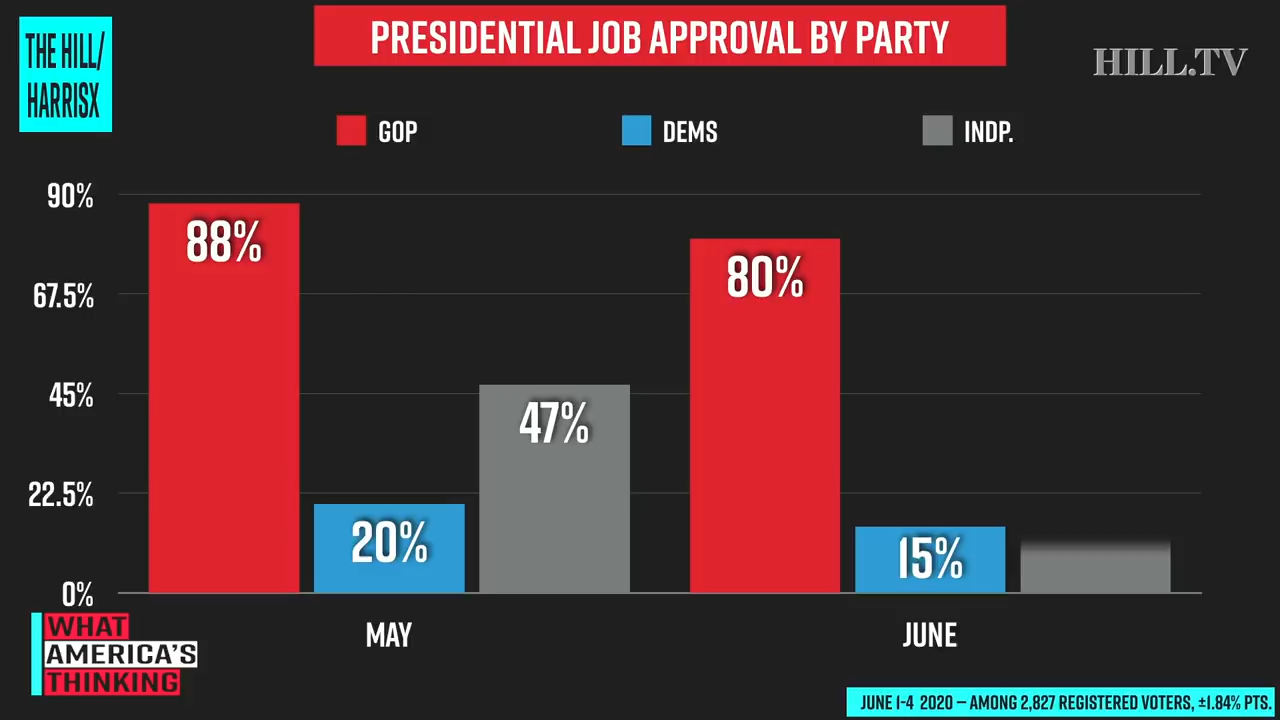 THE HILL/
HARRISX
PRESIDENTIAL JOB APPROVAL BY PARTY
HILL.TV
GOP
DEMS
INDP.
90%
67.5%
45%
22.5%
0%
88%
20%
47%
80%
15%
MAY
JUNE
WHAT
AMERICA'S
THINKING
JUNE 1-4 2020 – AMONG 2,827 REGISTERED VOTERS, ±1.84% PTS.